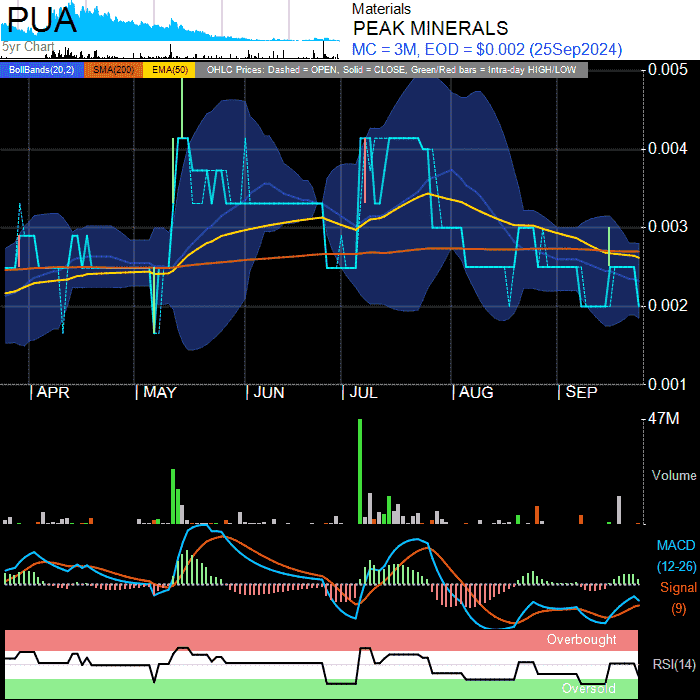 PUA
5yr Chart
Materials
PEAK MINERALS
MC = 3M, EOD = $0.002 (25Sep2024)
BollBands(20,2) SMA(200) EMA(50) OHLC Prices: Dashed = OPEN, Solid = CLOSE, Green/Red bars = Intra-day HIGH/LOW
0.005
0.004
0.003
0.002
0.001
APR MAY JUN JUL AUG SEP
47M
Volume
MACD
(12-26)
Signal
(9)
Overbought
RSI(14)
Oversold